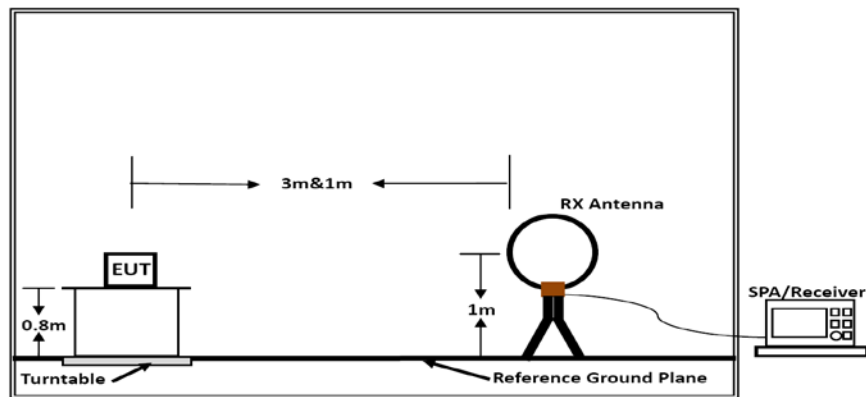 3m&1m
RX Antenna
EUT
SPA/Receiver
0.8m
1m
Turntable
Reference Ground Plane